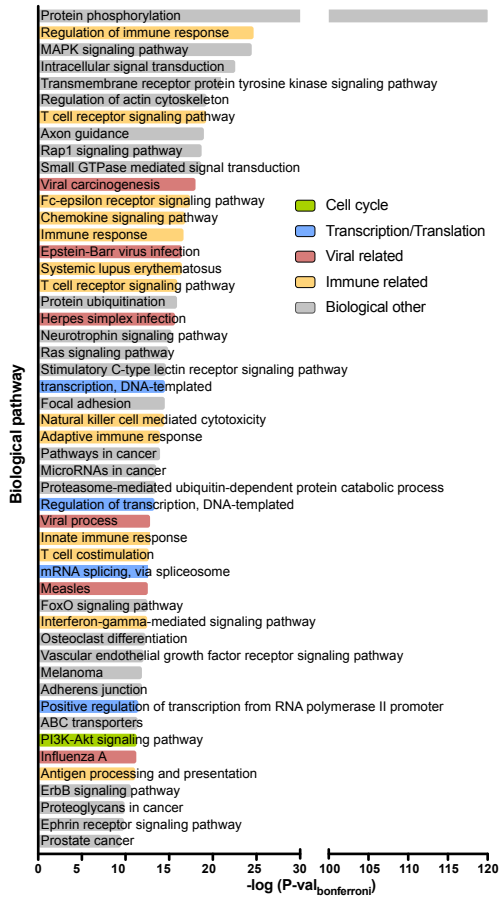 Protein phosphorylation
Regulation of immune response
MAPK signaling pathway
Intracellular signal transduction
Transmembrane receptor protein tyrosine kinase signaling pathway
Regulation of actin cytoskeleton
T cell receptor signaling pathway
Axon guidance
Rap1 signaling pathway
Small GTPase mediated signal transduction
Viral carcinogenesis
Fc-epsilon receptor signaling pathway
Chemokine signaling pathway
Immune response
Epstein-Barr virus infection
Systemic lupus erythematosus
T cell receptor signaling pathway
Protein ubiquitination
Herpes simplex infection
Neurotrophin signaling pathway
Ras signaling pathway
Stimulatory C-type lectin receptor signaling pathway
transcription, DNA-templated
Focal adhesion
Natural killer cell mediated cytotoxicity
Adaptive immune response
Pathways in cancer
MicroRNAs in cancer
Proteasome-mediated ubiquitin-dependent protein catabolic process
Regulation of transcription, DNA-templated
Viral process
Innate immune response
T cell costimulation
mRNA splicing, via spliceosome
Measles
FoxO signaling pathway
Interferon-gamma-mediated signaling pathway
Osteoclast differentiation
Vascular endothelial growth factor receptor signaling pathway
Melanoma
Adherens junction
Positive regulation of transcription from RNA polymerase II promoter
ABC transporters
PI3K-Akt signaling pathway
Influenza A
Antigen processing and presentation
ErbB signaling pathway
Proteoglycans in cancer
Ephrin receptor signaling pathway
Prostate cancer
Cell cycle
Transcription/Translation
Viral related
Immune related
Biological other
Biological pathway
0 5 10 15 20 25 30 100 105 110 115 120
-log (P-val bonferroni)